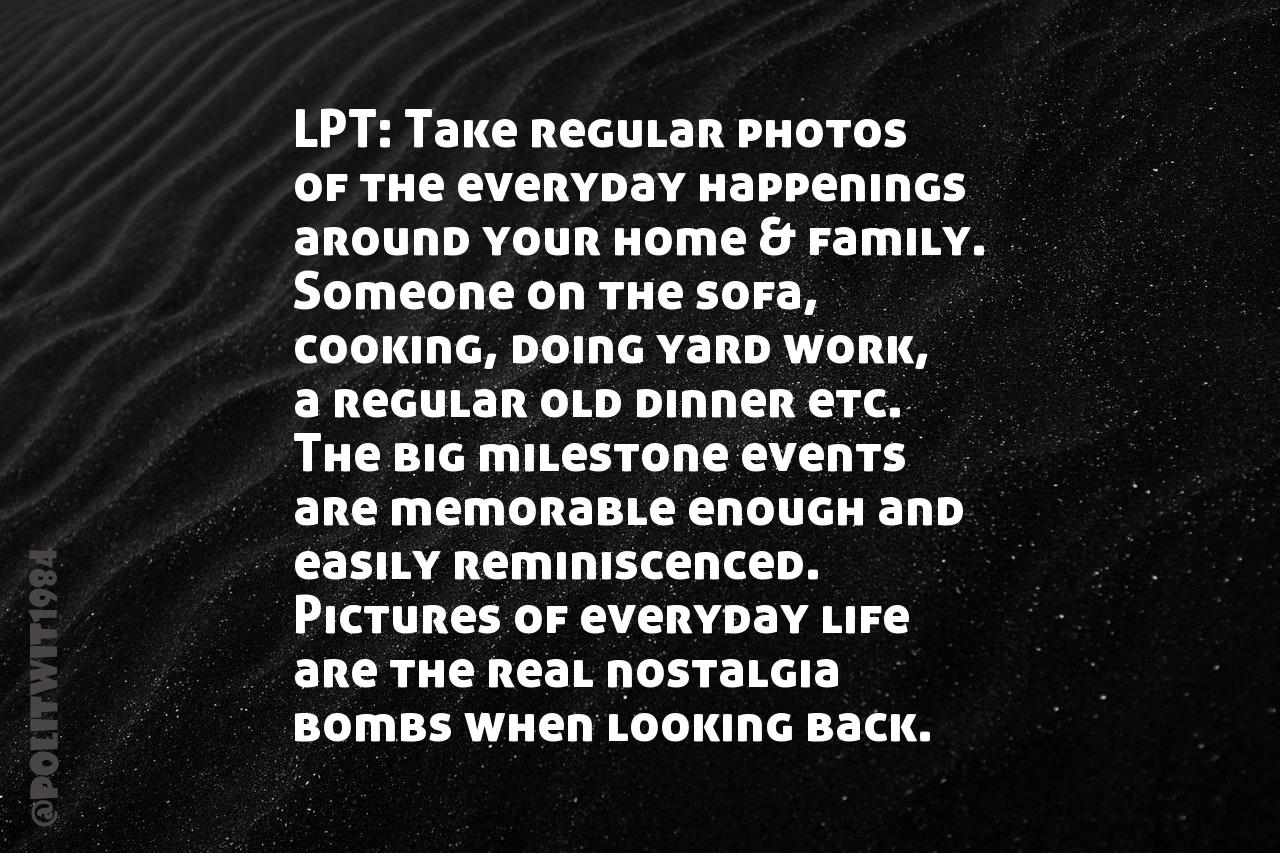 LPT: Take regular photos
of the everyday happenings
around your home & family.
Someone on the sofa,
cooking, doing yard work,
a regular old dinner etc.
The big milestone events
are memorable enough and
easily reminiscenced.
Pictures of everyday life
are the real nostalgia
bombs when looking back.
@POLITWIT1984